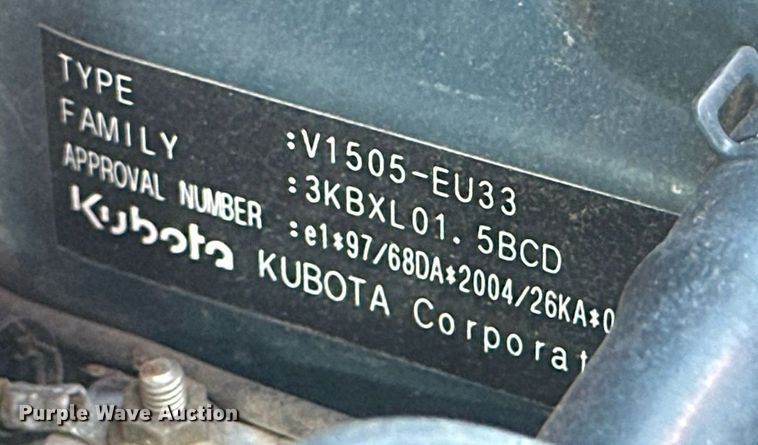 TYPE :V1505-EU33
FAMILY :3KBXL01.5BCD
APPROVAL NUMBER :e1*97/68DA*2004/26KA*0
Kubota KUBOTA Corporat
Purple Wave Auction